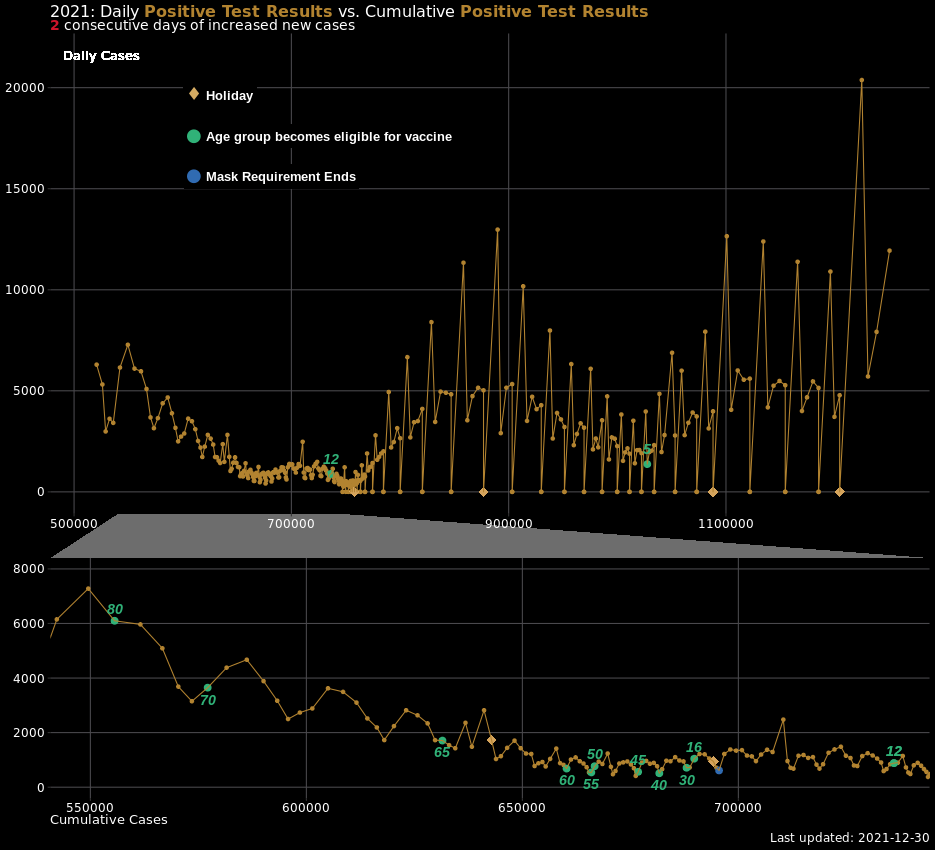 2021: Daily Positive Test Results vs. Cumulative Positive Test Results
2 consecutive days of increased new cases
Daily Cases
Holiday
Age group becomes eligible for vaccine
Mask Requirement Ends
20000
15000
10000
5000
0
12
5
500000 700000 900000 1100000
8000
6000
4000
2000
0
80
70
65
60
55
50
45
40
30
16
12
550000 600000 650000 700000
Cumulative Cases
Last updated: 2021-12-30